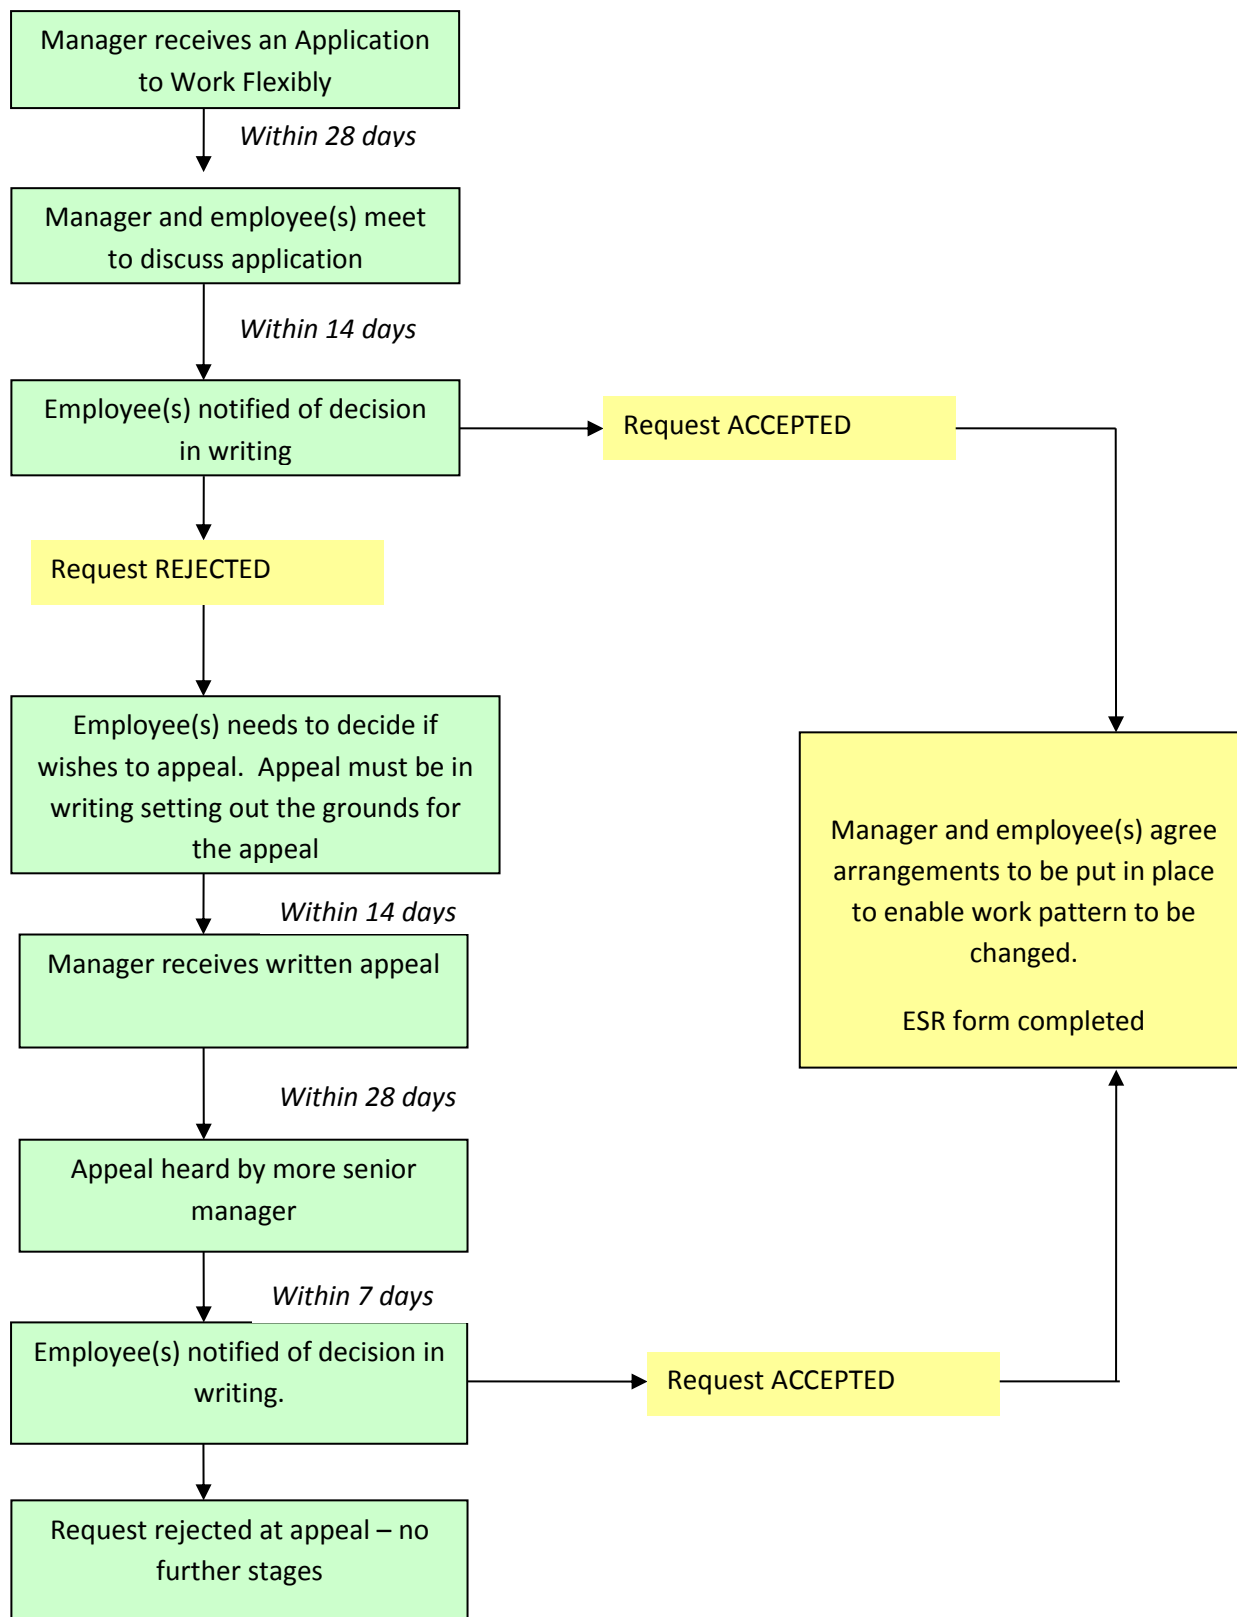 Manager receives an Application
to Work Flexibly
Within 28 days
Manager and employee(s) meet
to discuss application
Within 14 days
Employee(s) notified of decision
in writing
Request ACCEPTED
Request REJECTED
Employee(s) needs to decide if
wishes to appeal.  Appeal must be in
writing setting out the grounds for
the appeal
Within 14 days
Manager receives written appeal
Within 28 days
Appeal heard by more senior
manager
Within 7 days
Employee(s) notified of decision in
writing.
Request ACCEPTED
Request rejected at appeal – no
further stages
Manager and employee(s) agree
arrangements to be put in place
to enable work pattern to be
changed.
ESR form completed